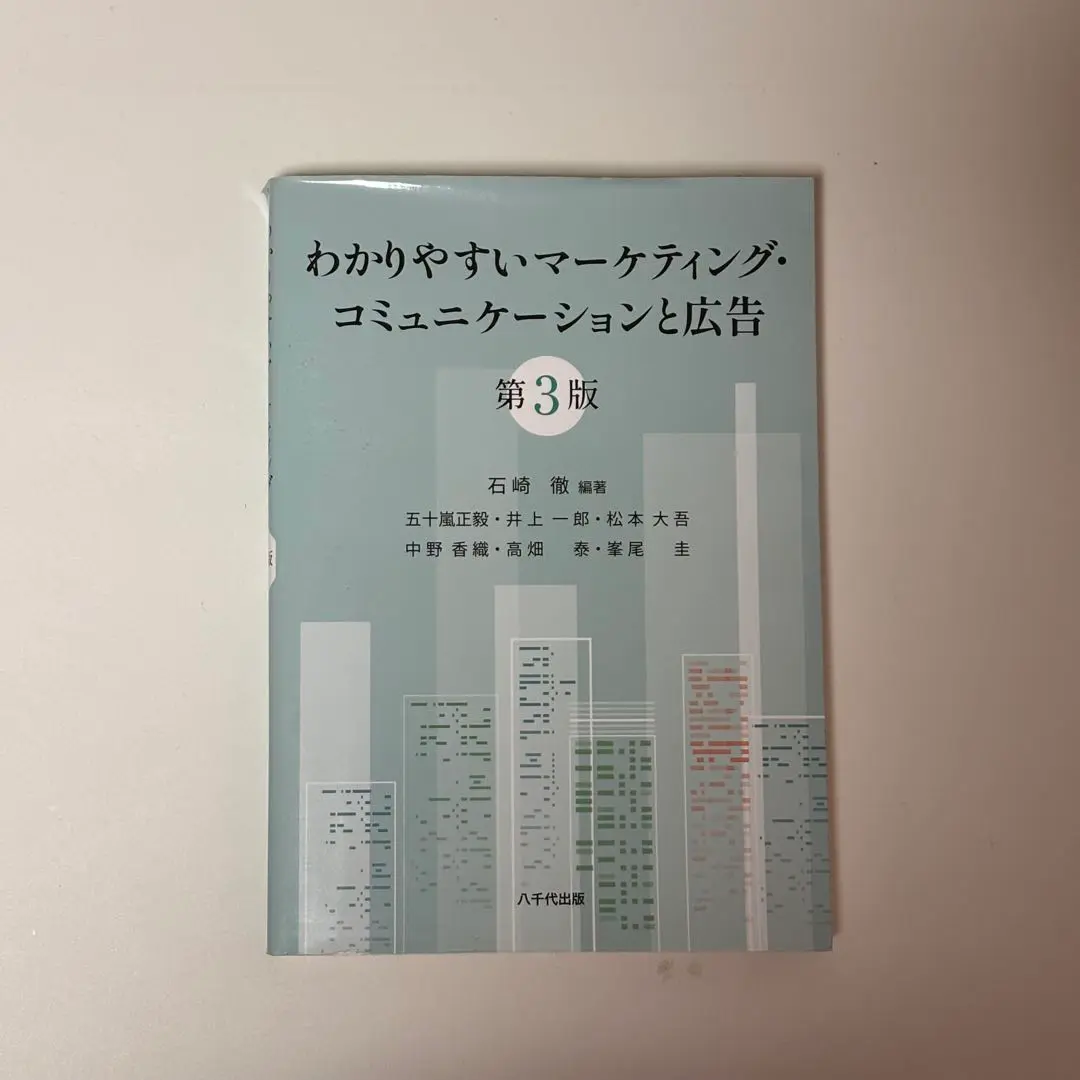 わかりやすいマーケティング・
コミュニケーションと広告
第3版
石崎 徹 編著
五十嵐正毅・井上 一郎・松本 大吾
中野 香織・高畑 泰・峯尾 圭
八千代出版
版